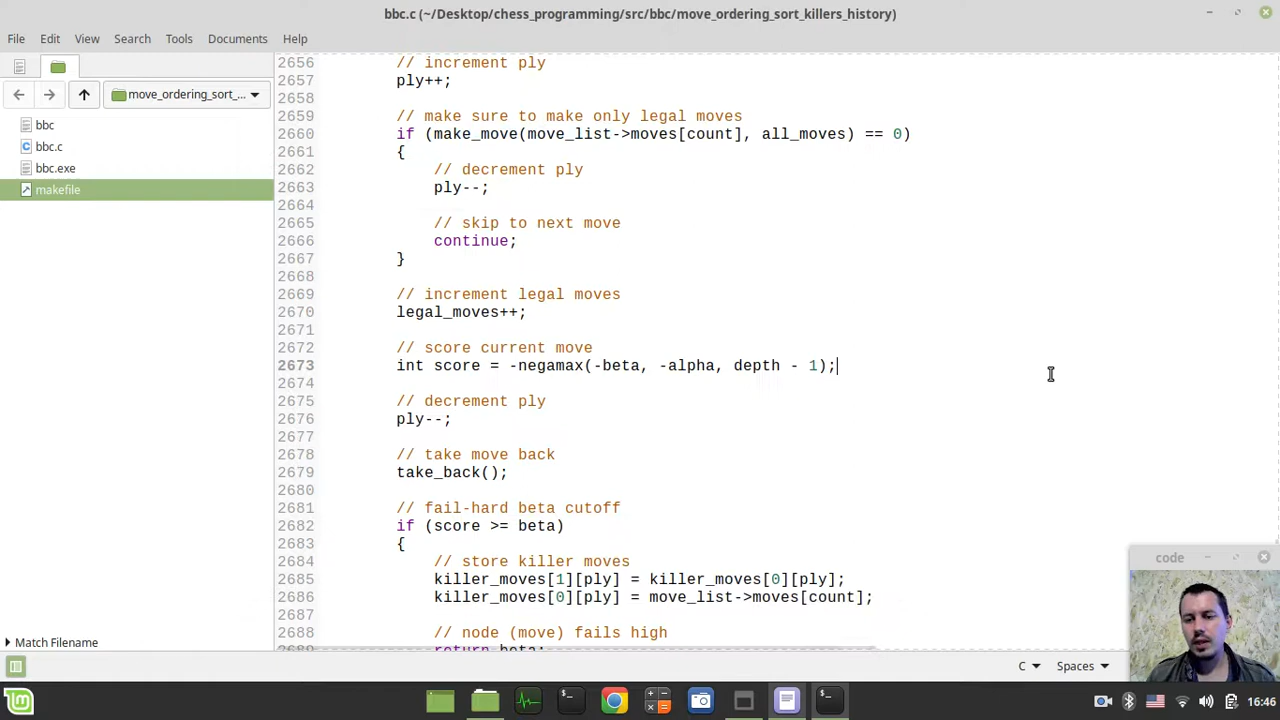 bbc.c (~/Desktop/chess_programming/src/bbc/move_ordering_sort_killers_history)
File Edit View Search Tools Documents Help
move_ordering_sort_...
bbc
bbc.c
bbc.exe
makefile
Match Filename
2656 // increment ply
2657 ply++;
2658
2659 // make sure to make only legal moves
2660 if (make_move(move_list->moves[count], all_moves) == 0)
2661 {
2662 // decrement ply
2663 ply--;
2664
2665 // skip to next move
2666 continue;
2667 }
2668
2669 // increment legal moves
2670 legal_moves++;
2671
2672 // score current move
2673 int score = -negamax(-beta, -alpha, depth - 1);
2674
2675 // decrement ply
2676 ply--;
2677
2678 // take move back
2679 take_back();
2680
2681 // fail-hard beta cutoff
2682 if (score >= beta)
2683 {
2684 // store killer moves
2685 killer_moves[1][ply] = killer_moves[0][ply];
2686 killer_moves[0][ply] = move_list->moves[count];
2687
2688 // node (move) fails high
2689 return beta;
code
C Spaces
16:46